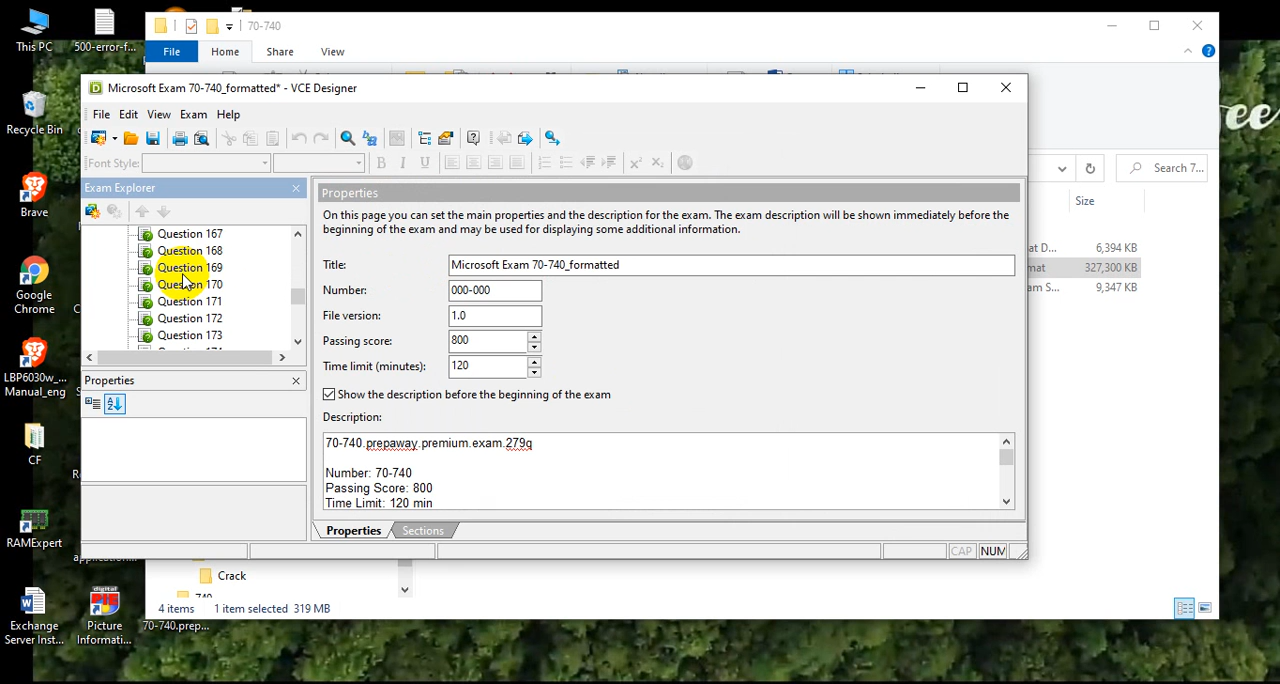 This PC
500-error-f...
70-740
File
Home
Share
View
Microsoft Exam 70-740_formatted* - VCE Designer
File
Edit
View
Exam
Help
Recycle Bin
Font Style:
Search 7...
Exam Explorer
Properties
Size
On this page you can set the main properties and the description for the exam. The exam description will be shown immediately before the
beginning of the exam and may be used for displaying some additional information.
Brave
Question 167
Question 168
Question 169
Question 170
Question 171
Question 172
Question 173
Title:
Microsoft Exam 70-740_formatted
Number:
000-000
File version:
1.0
Passing score:
800
Time limit (minutes):
120
Show the description before the beginning of the exam
Description:
70-740.prepaway.premium.exam.279q
Number: 70-740
Passing Score: 800
Time Limit: 120 min
at D...
6,394 KB
mat
327,300 KB
am S...
9,347 KB
ee
Google
Chrome
LBP6030w_...
Manual_eng
Properties
CF
RAMExpert
Properties
Sections
CAP
NUM
Crack
4 items
1 item selected 319 MB
Exchange
Server Inst...
digital
Picture
Informati...
70-740.prep...